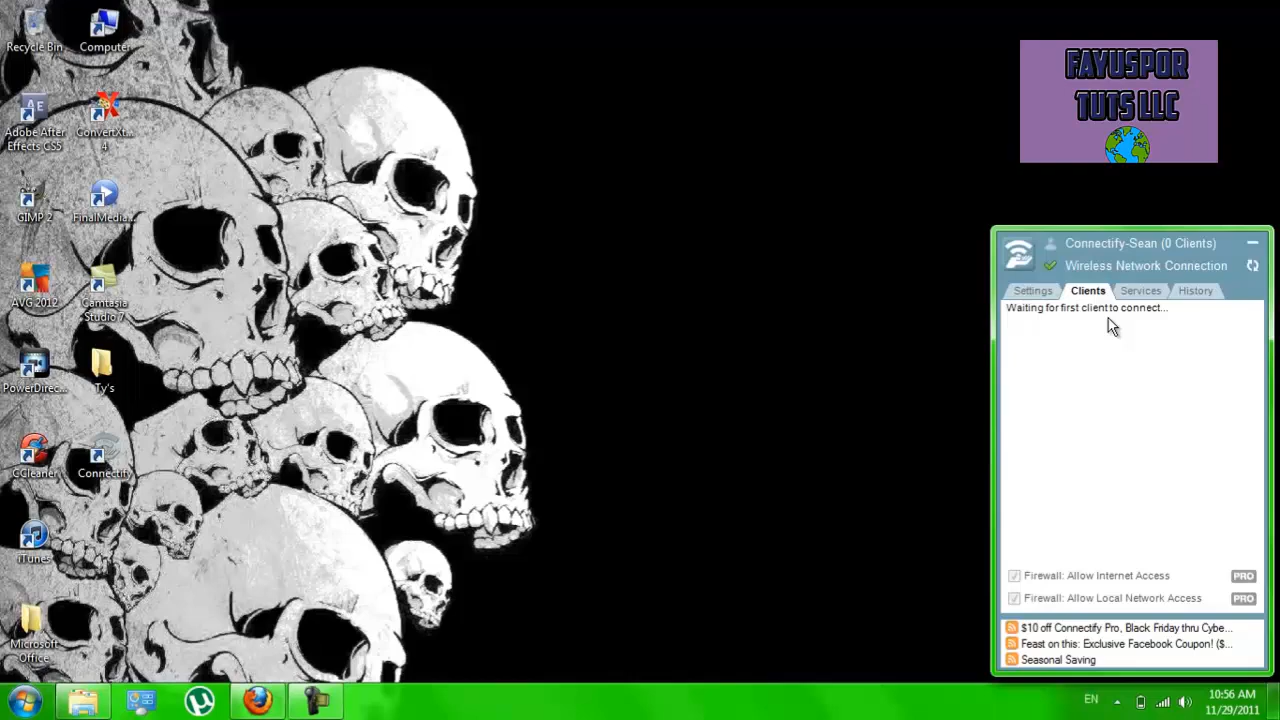 Recycle Bin
Computer
Adobe After
Effects CS5
ConvertXt...
4
GIMP 2
FinalMedia...
AVG 2012
Camtasia
Studio 7
PowerDirec...
Ty's
CCleaner
Connectify
iTunes
Microsoft
Office
FAYUSPOR
TUTS LLC
Connectify-Sean (0 Clients)
Wireless Network Connection
Settings
Clients
Services
History
Waiting for first client to connect...
Firewall: Allow Internet Access
PRO
Firewall: Allow Local Network Access
PRO
$10 off Connectify Pro, Black Friday thru Cybe...
Feast on this: Exclusive Facebook Coupon! ($...
Seasonal Saving
EN
10:56 AM
11/29/2011